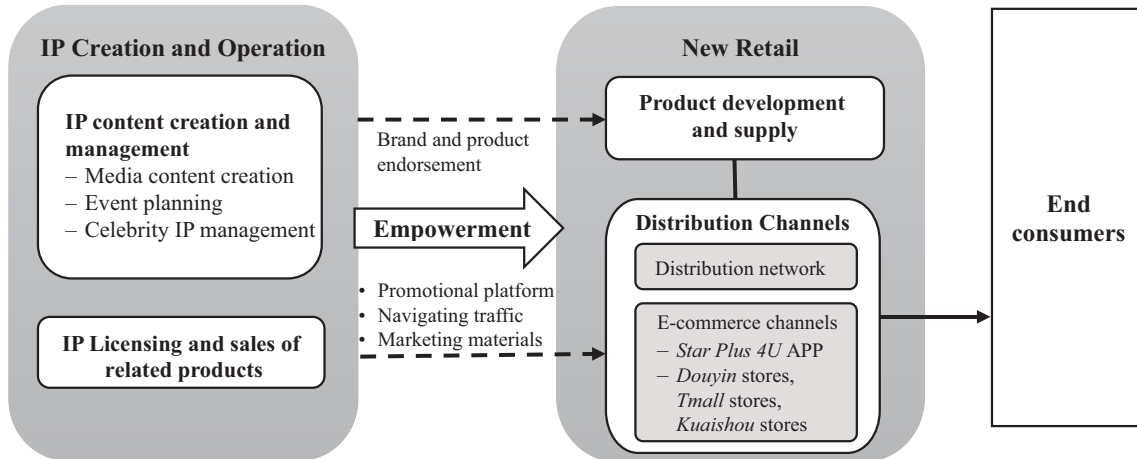 IP Creation and Operation
IP content creation and
management
– Media content creation
– Event planning
– Celebrity IP management
IP Licensing and sales of
related products
Brand and product
endorsement
Empowerment
• Promotional platform
• Navigating traffic
• Marketing materials
New Retail
Product development
and supply
Distribution Channels
Distribution network
E-commerce channels
– Star Plus 4U APP
– Douyin stores,
Tmall stores,
Kuaishou stores
End
consumers